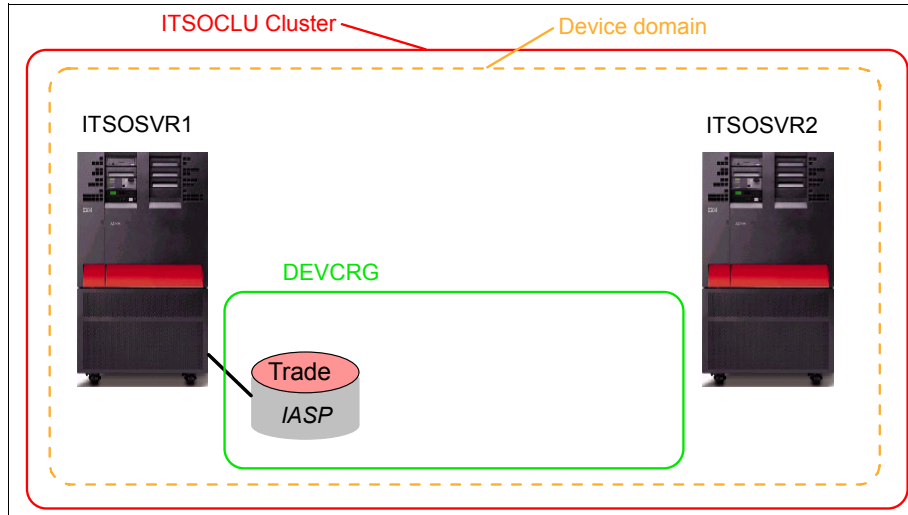 ITSOCLU Cluster
Device domain
ITSOSVR1
ITSOSVR2
DEVCRG
Trade
IASP